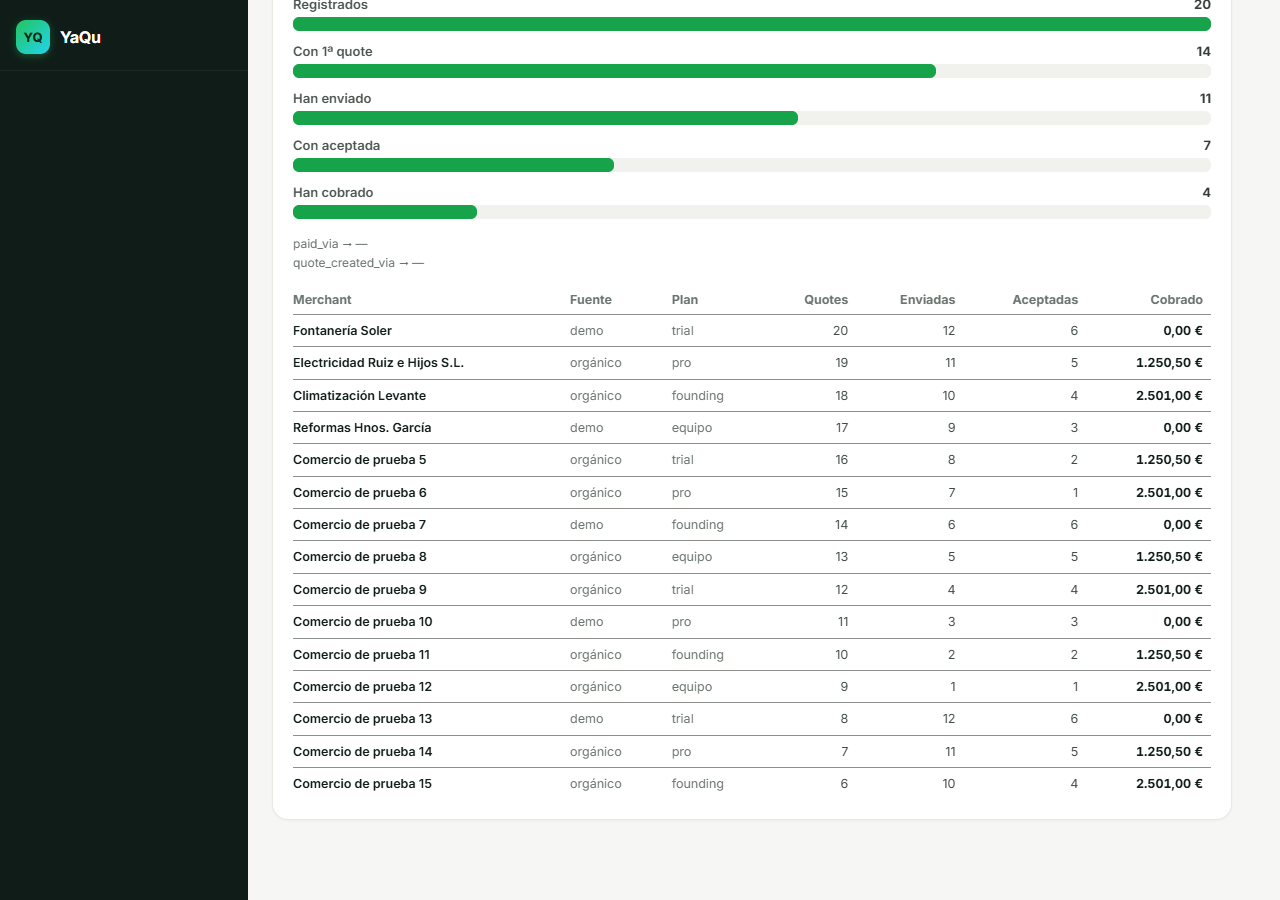 YQ YaQu
Registrados 20
Con 1ª quote 14
Han enviado 11
Con aceptada 7
Han cobrado 4
paid_via → —
quote_created_via → —
Merchant Fuente Plan Quotes Enviadas Aceptadas Cobrado
Fontanería Soler demo trial 20 12 6 0,00 €
Electricidad Ruiz e Hijos S.L. orgánico pro 19 11 5 1.250,50 €
Climatización Levante orgánico founding 18 10 4 2.501,00 €
Reformas Hnos. García demo equipo 17 9 3 0,00 €
Comercio de prueba 5 orgánico trial 16 8 2 1.250,50 €
Comercio de prueba 6 orgánico pro 15 7 1 2.501,00 €
Comercio de prueba 7 demo founding 14 6 6 0,00 €
Comercio de prueba 8 orgánico equipo 13 5 5 1.250,50 €
Comercio de prueba 9 orgánico trial 12 4 4 2.501,00 €
Comercio de prueba 10 demo pro 11 3 3 0,00 €
Comercio de prueba 11 orgánico founding 10 2 2 1.250,50 €
Comercio de prueba 12 orgánico equipo 9 1 1 2.501,00 €
Comercio de prueba 13 demo trial 8 12 6 0,00 €
Comercio de prueba 14 orgánico pro 7 11 5 1.250,50 €
Comercio de prueba 15 orgánico founding 6 10 4 2.501,00 €